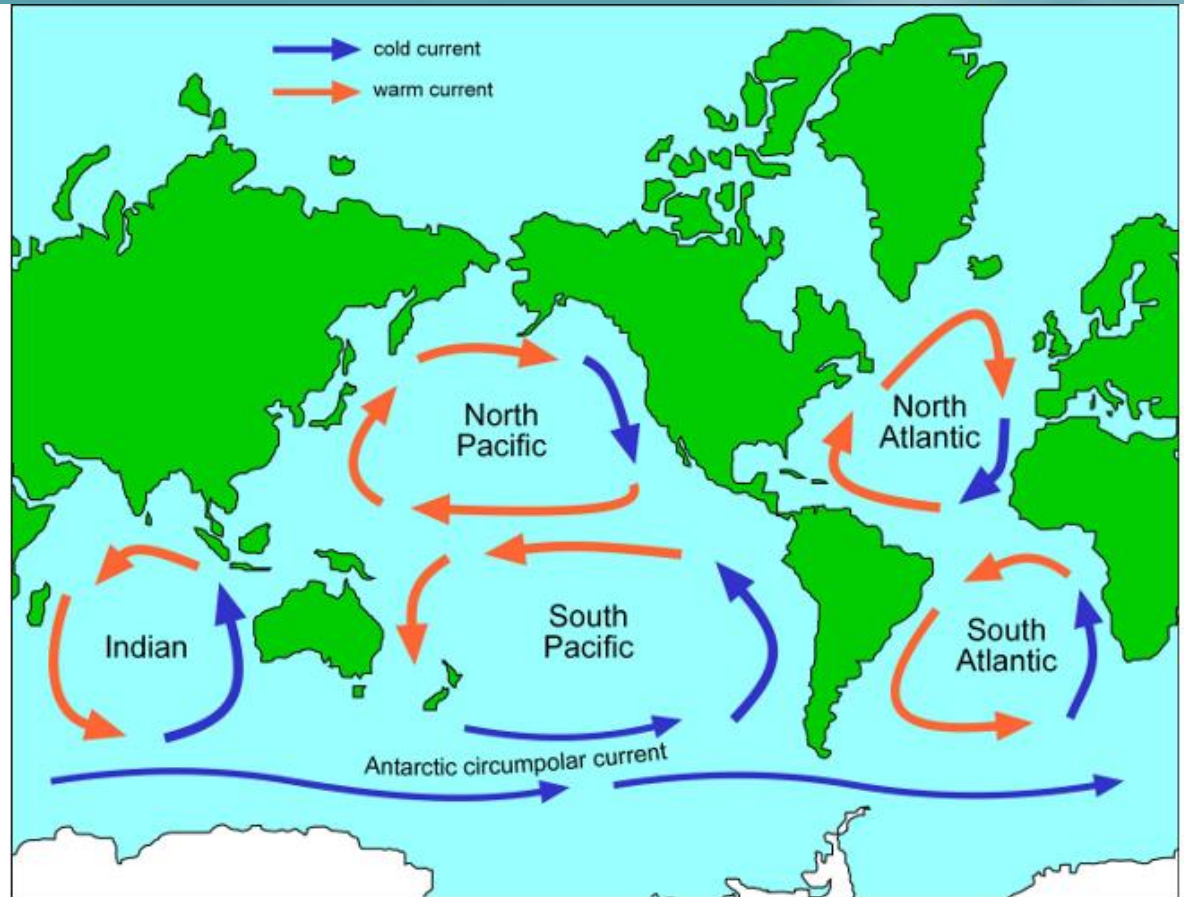 cold current
warm current
North
Pacific
North
Atlantic
Indian
South
Pacific
South
Atlantic
Antarctic circumpolar current